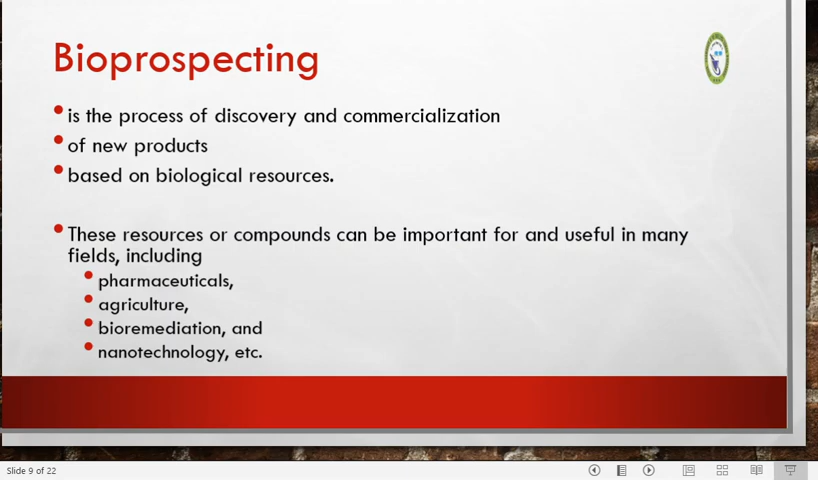 Bioprospecting
is the process of discovery and commercialization
of new products
based on biological resources.
These resources or compounds can be important for and useful in many
fields, including
pharmaceuticals,
agriculture,
bioremediation, and
nanotechnology, etc.
Slide 9 of 22